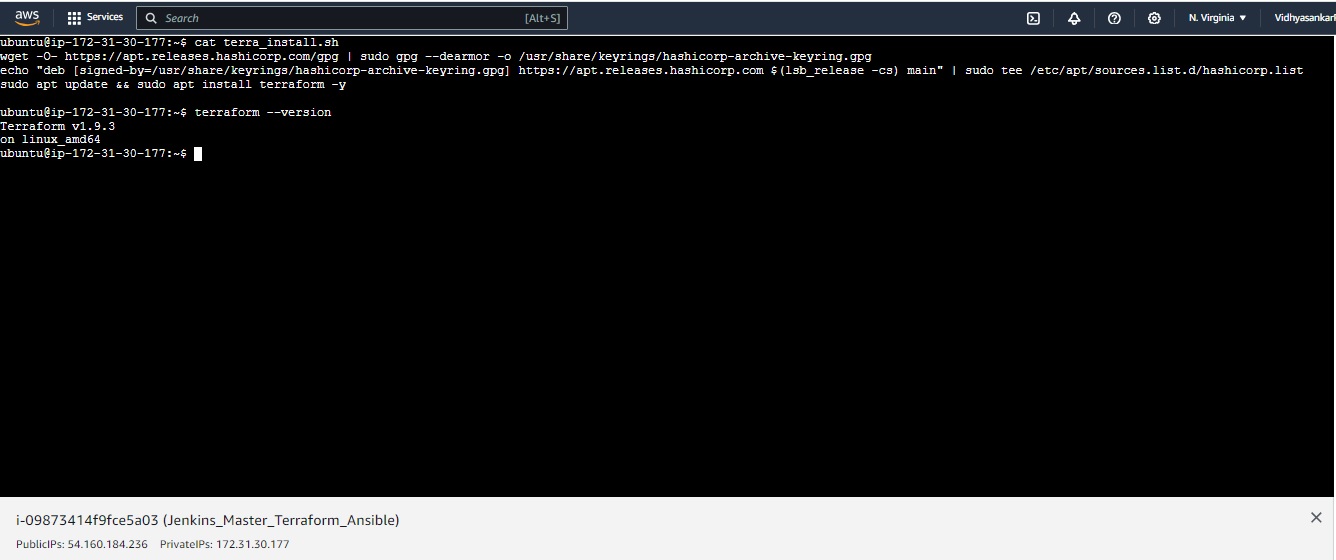 aws
Services
Search
[Alt+S]
N. Virginia
Vidhyasankar
ubuntu@ip-172-31-30-177:~$ cat terra_install.sh
wget -O- https://apt.releases.hashicorp.com/gpg | sudo gpg --dearmor -o /usr/share/keyrings/hashicorp-archive-keyring.gpg
echo "deb [signed-by=/usr/share/keyrings/hashicorp-archive-keyring.gpg] https://apt.releases.hashicorp.com $(lsb_release -cs) main" | sudo tee /etc/apt/sources.list.d/hashicorp.list
sudo apt update && sudo apt install terraform -y
ubuntu@ip-172-31-30-177:~$ terraform --version
Terraform v1.9.3
on linux_amd64
ubuntu@ip-172-31-30-177:~$
i-09873414f9fce5a03 (Jenkins_Master_Terraform_Ansible)
PublicIPs: 54.160.184.236 PrivateIPs: 172.31.30.177